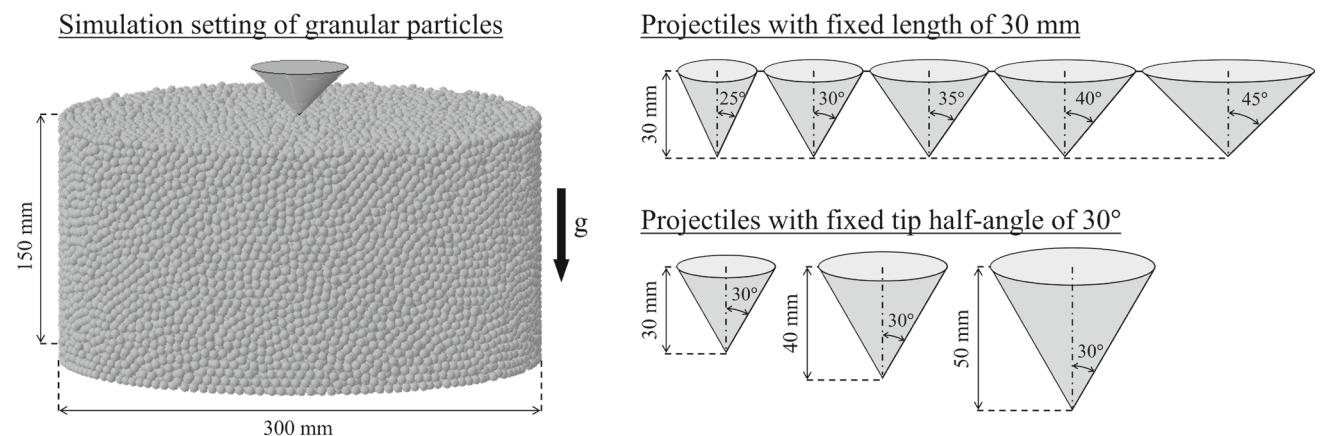 Simulation setting of granular particles
150 mm
300 mm
g
Projectiles with fixed length of 30 mm
30 mm
25°
30°
35°
40°
45°
Projectiles with fixed tip half-angle of 30°
30 mm
30°
40 mm
30°
50 mm
30°